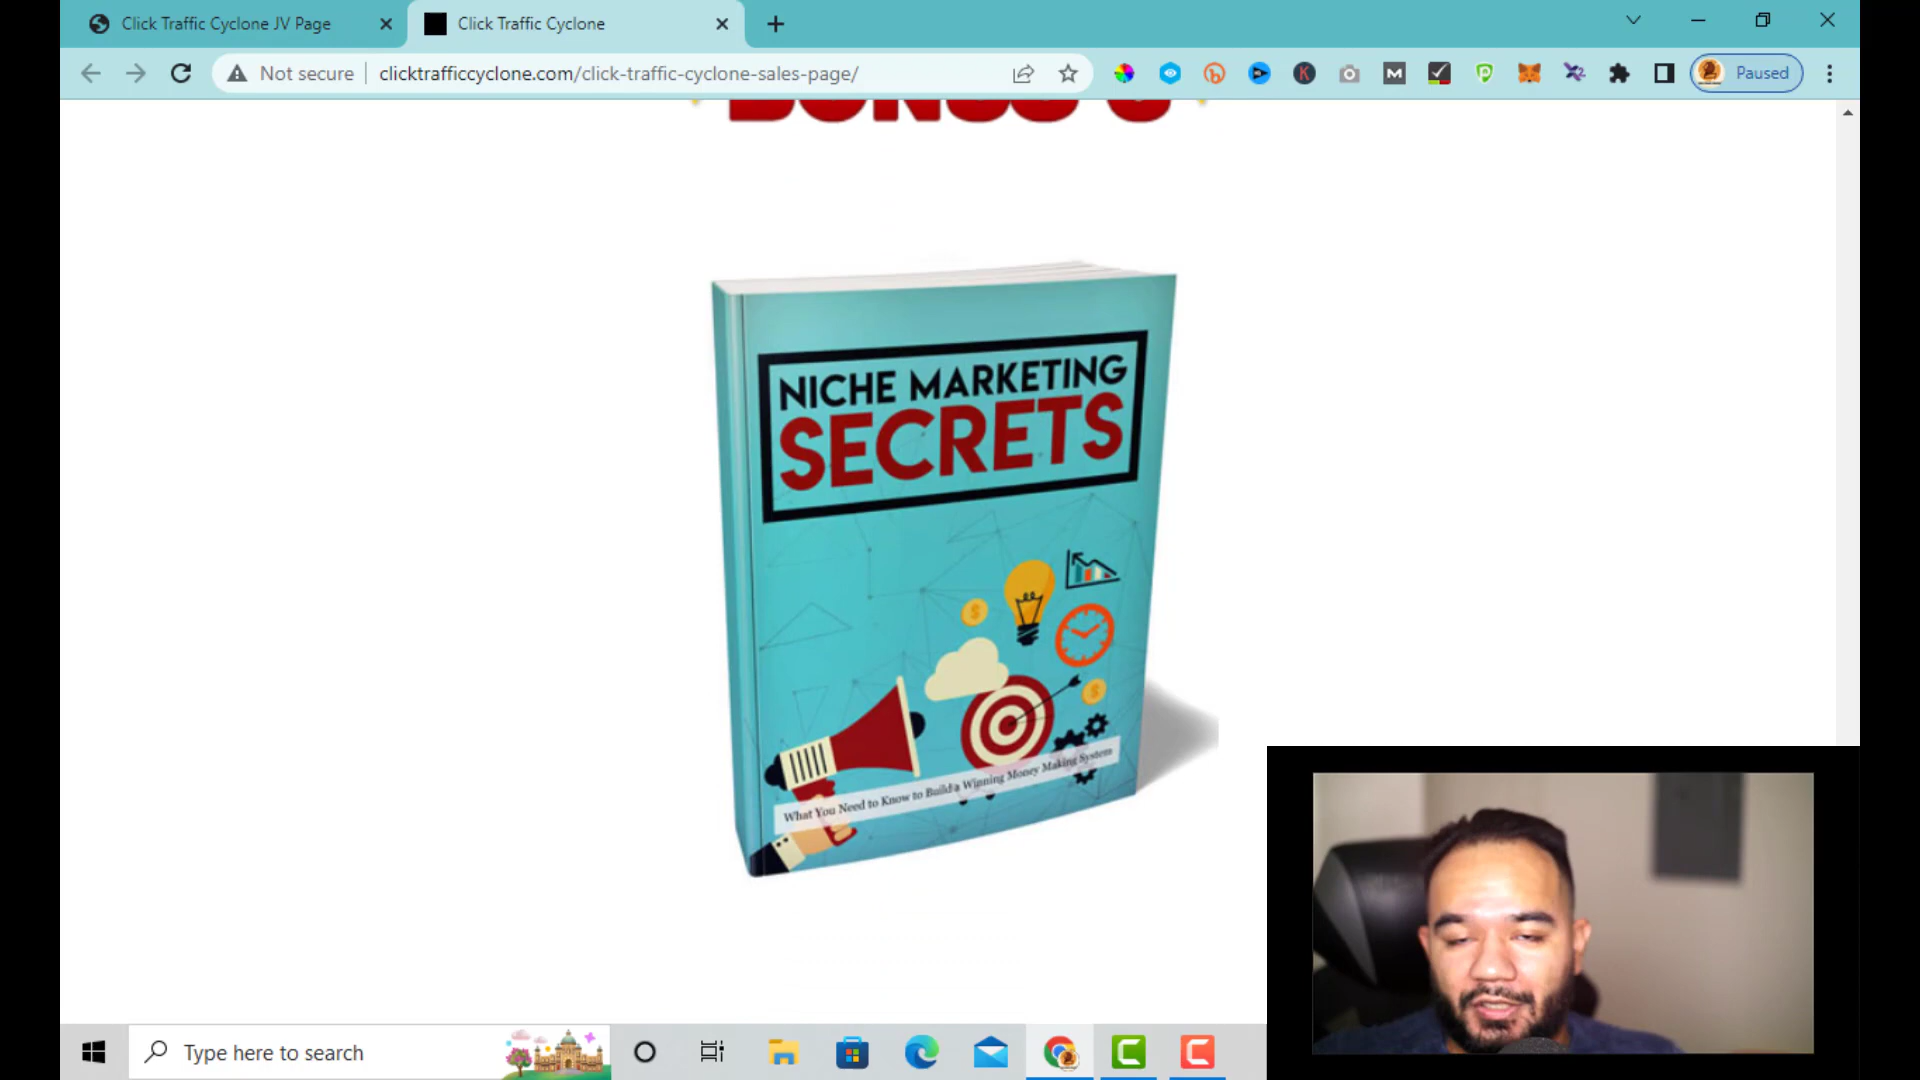 Click Traffic Cyclone JV Page
Click Traffic Cyclone
Not secure
clicktrafficcyclone.com/click-traffic-cyclone-sales-page/
Paused
NICHE MARKETING
SECRETS
What You Need to Know to Build a Winning Money Making System
Type here to search